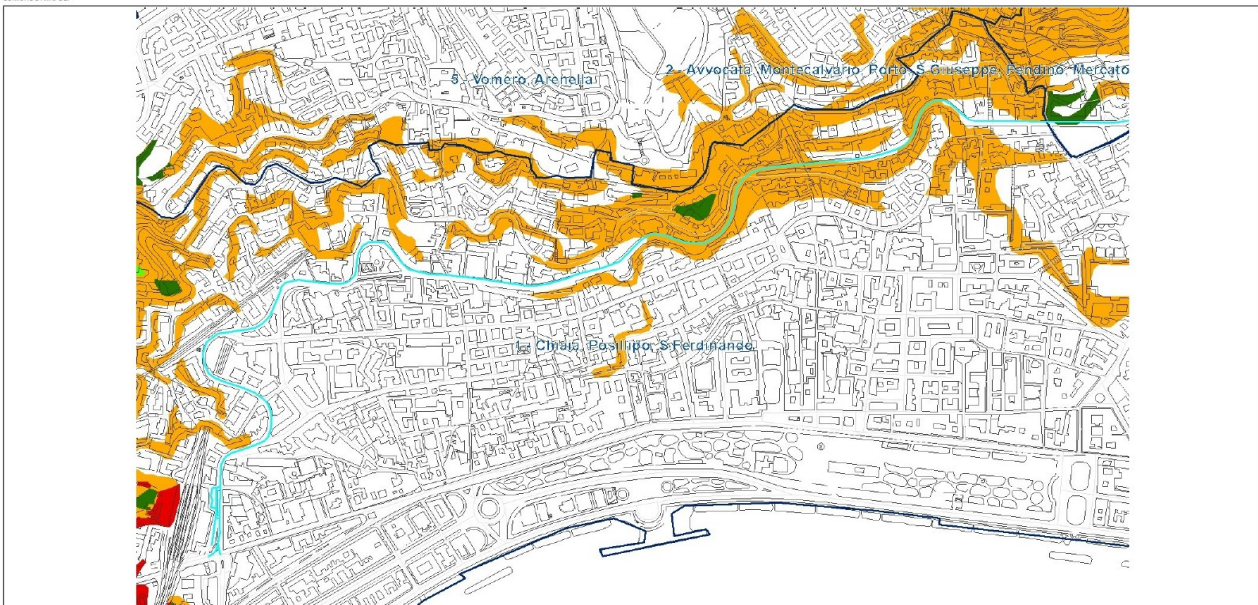 5 - Vomero, Arenella
2 - Avvocata, Montecalvario, Porto, S.Giuseppe, Pendino, Mercato
1 - Chiaia, Posillipo, S.Ferdinando